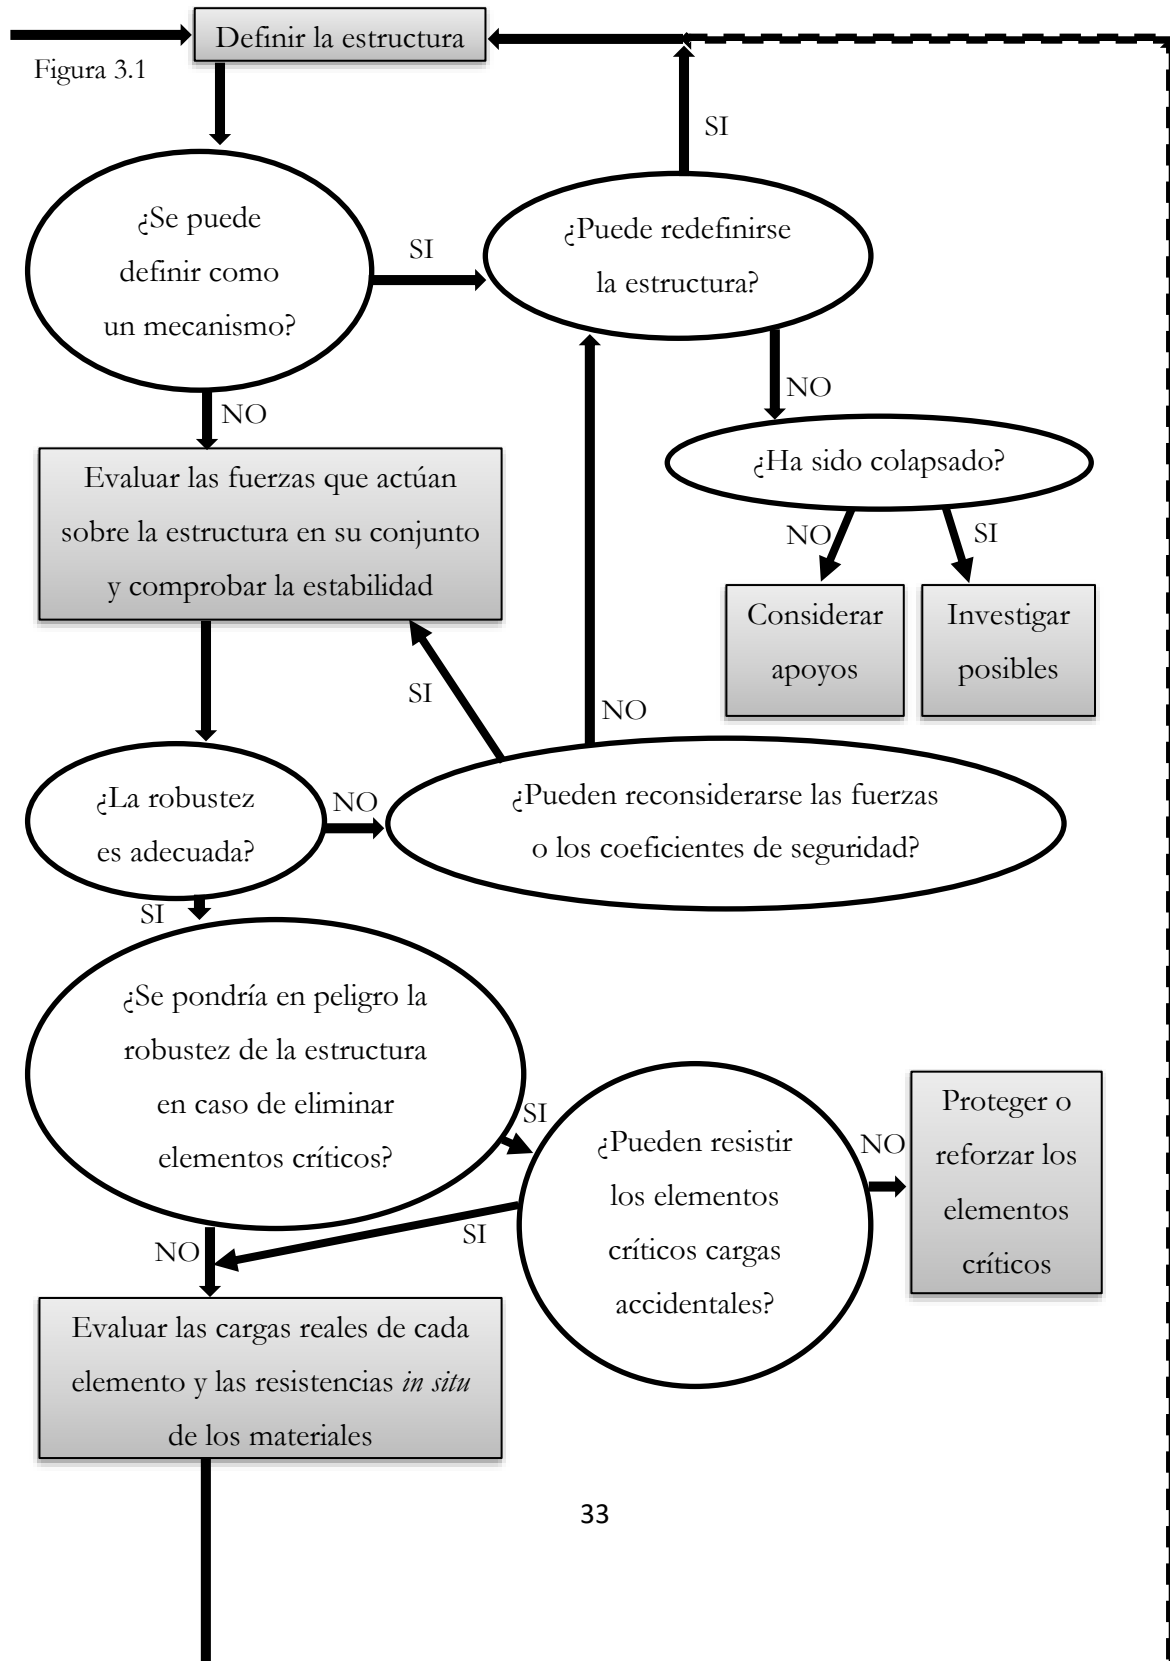 Definir la estructura
Figura 3.1
SI
¿Se puede
definir como
un mecanismo?
SI
¿Puede redefinirse
la estructura?
NO
NO
¿Ha sido colapsado?
Evaluar las fuerzas que actúan
sobre la estructura en su conjunto
y comprobar la estabilidad
NO
SI
Considerar
apoyos
Investigar
posibles
SI
NO
¿La robustez
es adecuada?
NO
¿Pueden reconsiderarse las fuerzas
o los coeficientes de seguridad?
SI
¿Se pondría en peligro la
robustez de la estructura
en caso de eliminar
elementos críticos?
SI
¿Pueden resistir
los elementos
críticos cargas
accidentales?
NO
Proteger o
reforzar los
elementos
críticos
NO
SI
Evaluar las cargas reales de cada
elemento y las resistencias in situ
de los materiales
33